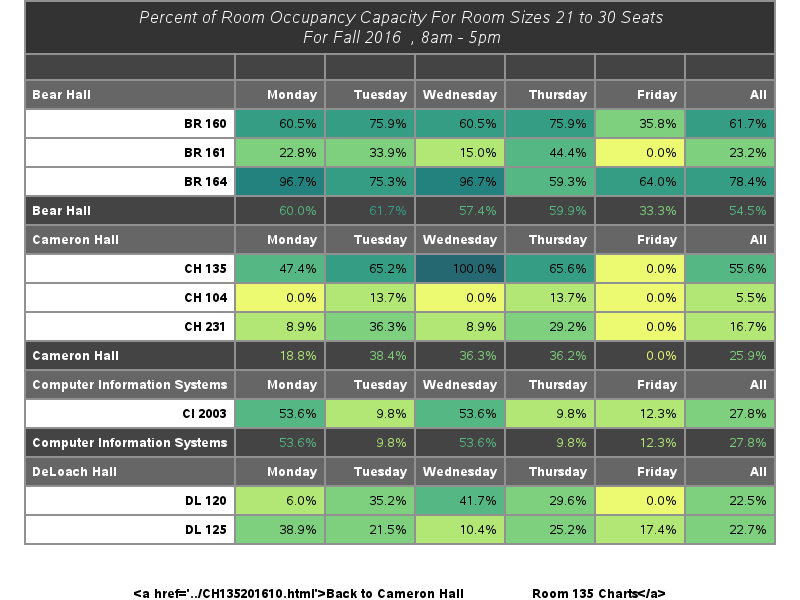 Percent of Room Occupancy Capacity For Room Sizes 21 to 30 Seats
For Fall 2016 , 8am - 5pm
Bear Hall Monday Tuesday Wednesday Thursday Friday All
BR 160 60.5% 75.9% 60.5% 75.9% 35.8% 61.7%
BR 161 22.8% 33.9% 15.0% 44.4% 0.0% 23.2%
BR 164 96.7% 75.3% 96.7% 59.3% 64.0% 78.4%
Bear Hall 60.0% 61.7% 57.4% 59.9% 33.3% 54.5%
Cameron Hall Monday Tuesday Wednesday Thursday Friday All
CH 135 47.4% 65.2% 100.0% 65.6% 0.0% 55.6%
CH 104 0.0% 13.7% 0.0% 13.7% 0.0% 5.5%
CH 231 8.9% 36.3% 8.9% 29.2% 0.0% 16.7%
Cameron Hall 18.8% 38.4% 36.3% 36.2% 0.0% 25.9%
Computer Information Systems Monday Tuesday Wednesday Thursday Friday All
CI 2003 53.6% 9.8% 53.6% 9.8% 12.3% 27.8%
Computer Information Systems 53.6% 9.8% 53.6% 9.8% 12.3% 27.8%
DeLoach Hall Monday Tuesday Wednesday Thursday Friday All
DL 120 6.0% 35.2% 41.7% 29.6% 0.0% 22.5%
DL 125 38.9% 21.5% 10.4% 25.2% 17.4% 22.7%
<a href='../CH135201610.html'>Back to Cameron Hall Room 135 Charts</a>